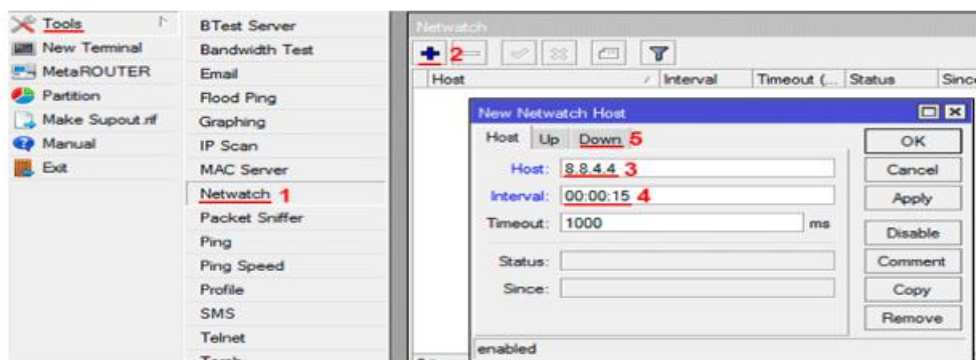 Tools
New Terminal
MetaROUTER
Partition
Make Supout.rif
Manual
Exit
BTest Server
Bandwidth Test
Email
Flood Ping
Graphing
IP Scan
MAC Server
Netwatch 1
Packet Sniffer
Ping
Ping Speed
Profile
SMS
Telnet
Torch
Netwatch
2
Host / Interval Timeout (... Status Since
New Netwatch Host
Host Up Down 5
Host: 8.8.4.4 3
Interval: 00:00:15 4
Timeout: 1000 ms
Status:
Since:
OK
Cancel
Apply
Disable
Comment
Copy
Remove
enabled